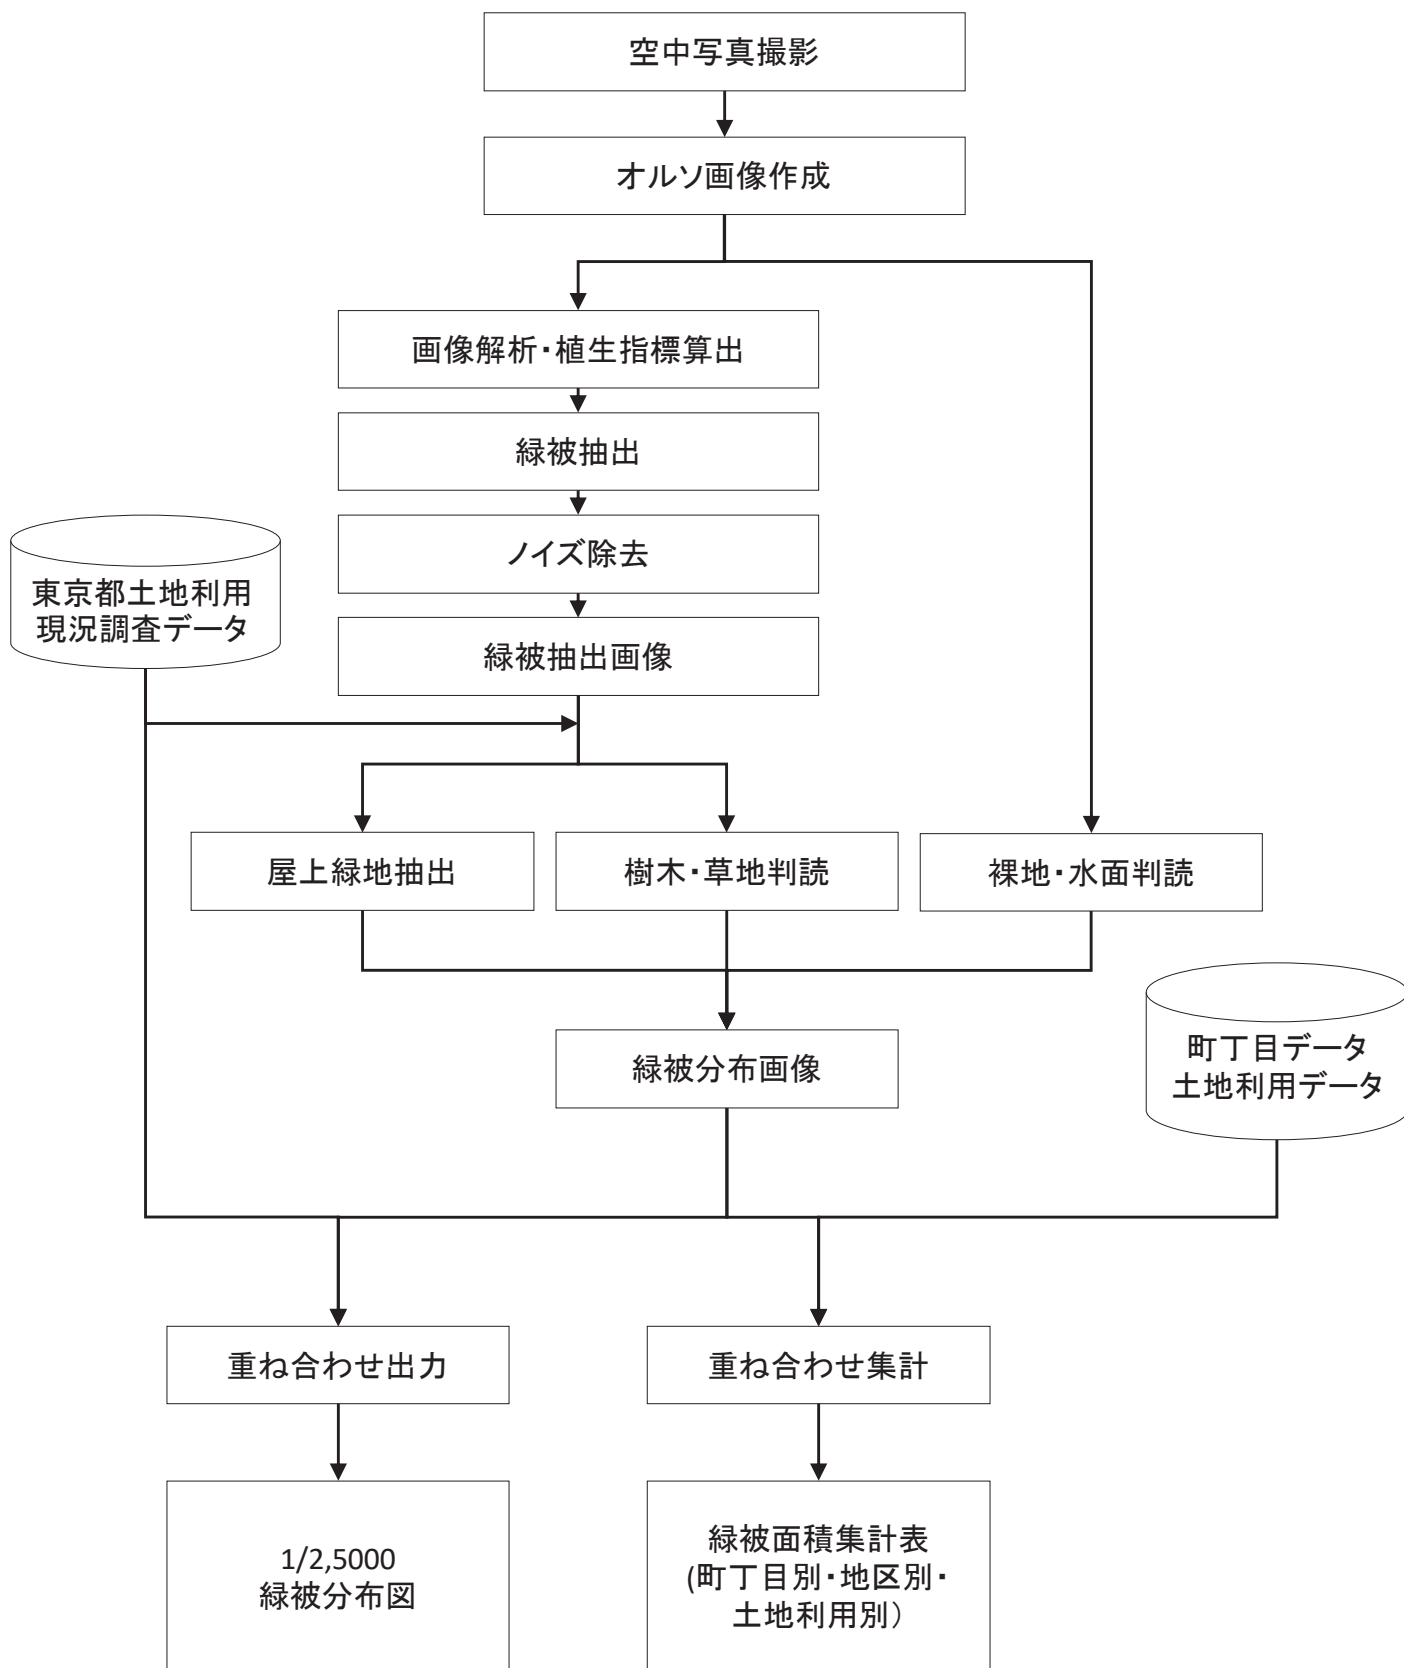 空中写真撮影
オルソ画像作成
画像解析・植生指標算出
緑被抽出
ノイズ除去
東京都土地利用
現況調査データ
緑被抽出画像
屋上緑地抽出
樹木・草地判読
裸地・水面判読
緑被分布画像
町丁目データ
土地利用データ
重ね合わせ出力
重ね合わせ集計
1/2,5000
緑被分布図
緑被面積集計表
(町丁目別・地区別・
土地利用別）